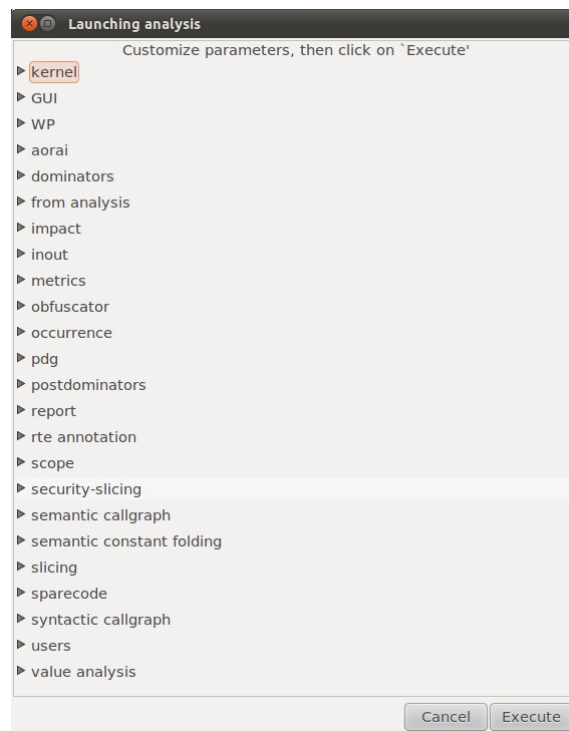 Launching analysis
Customize parameters, then click on `Execute'
kernel
GUI
WP
aorai
dominators
from analysis
impact
inout
metrics
obfuscator
occurrence
pdg
postdominators
report
rte annotation
scope
security-slicing
semantic callgraph
semantic constant folding
slicing
sparecode
syntactic callgraph
users
value analysis
Cancel Execute